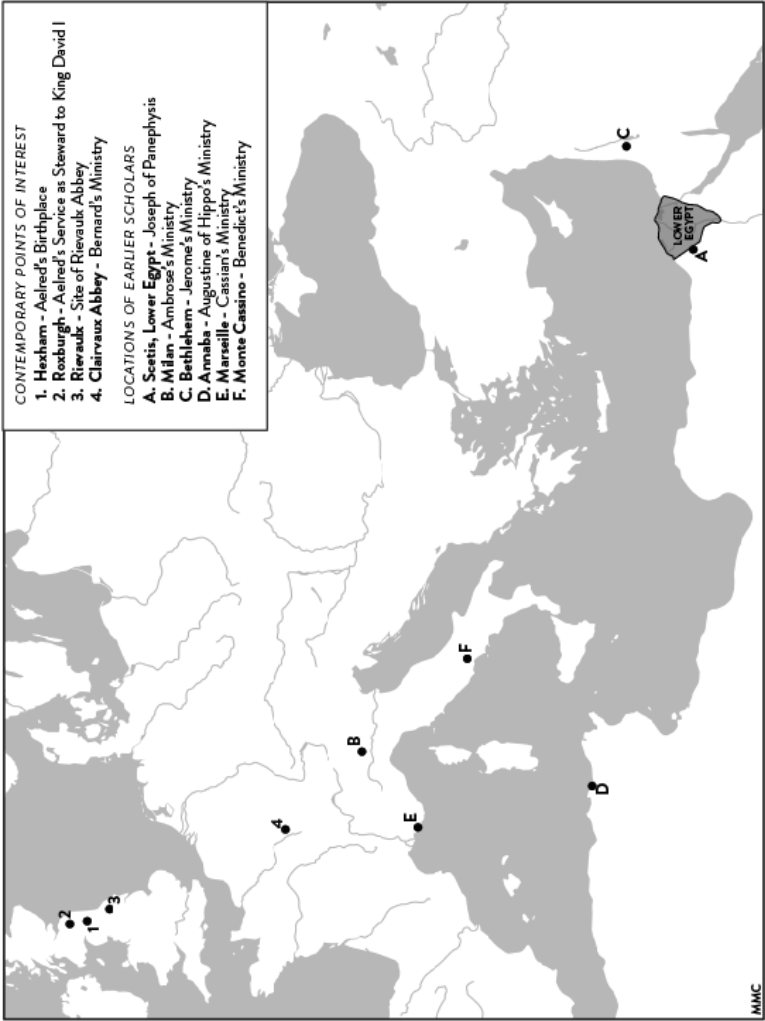 CONTEMPORARY POINTS OF INTEREST
1. Hexham - Aelred's Birthplace
2. Roxburgh - Aelred's Service as Steward to King David I
3. Rievaulx - Site of Rievaulx Abbey
4. Clairvaux Abbey - Bernard's Ministry
LOCATIONS OF EARLIER SCHOLARS
A. Scetis, Lower Egypt - Joseph of Panephysis
B. Milan - Ambrose's Ministry
C. Bethlehem - Jerome's Ministry
D. Annaba - Augustine of Hippo's Ministry
E. Marseille - Cassian's Ministry
F. Monte Cassino - Benedict's Ministry
2
1
3
4
B
E
F
D
C
LOWER
EGYPT
A
MMC